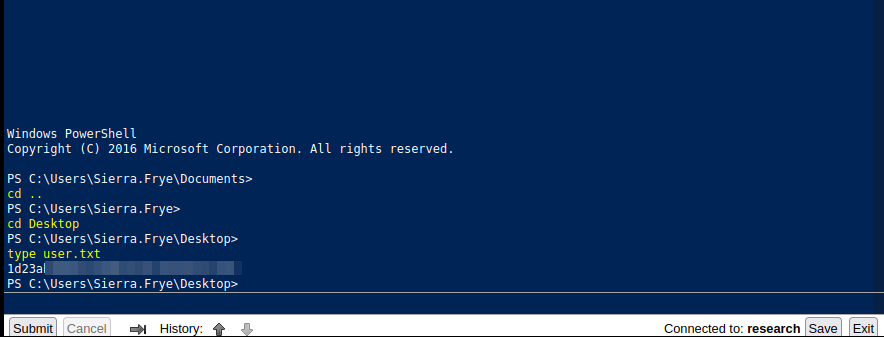 Windows PowerShell
Copyright (C) 2016 Microsoft Corporation. All rights reserved.
PS C:\Users\Sierra.Frye\Documents>
cd ..
PS C:\Users\Sierra.Frye>
cd Desktop
PS C:\Users\Sierra.Frye\Desktop>
type user.txt
1d23a
PS C:\Users\Sierra.Frye\Desktop>
Submit Cancel History: Connected to: research Save Exit